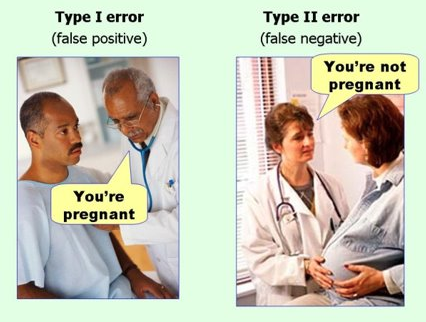 Type I error
(false positive)
You're
pregnant
Type II error
(false negative)
You're not
pregnant